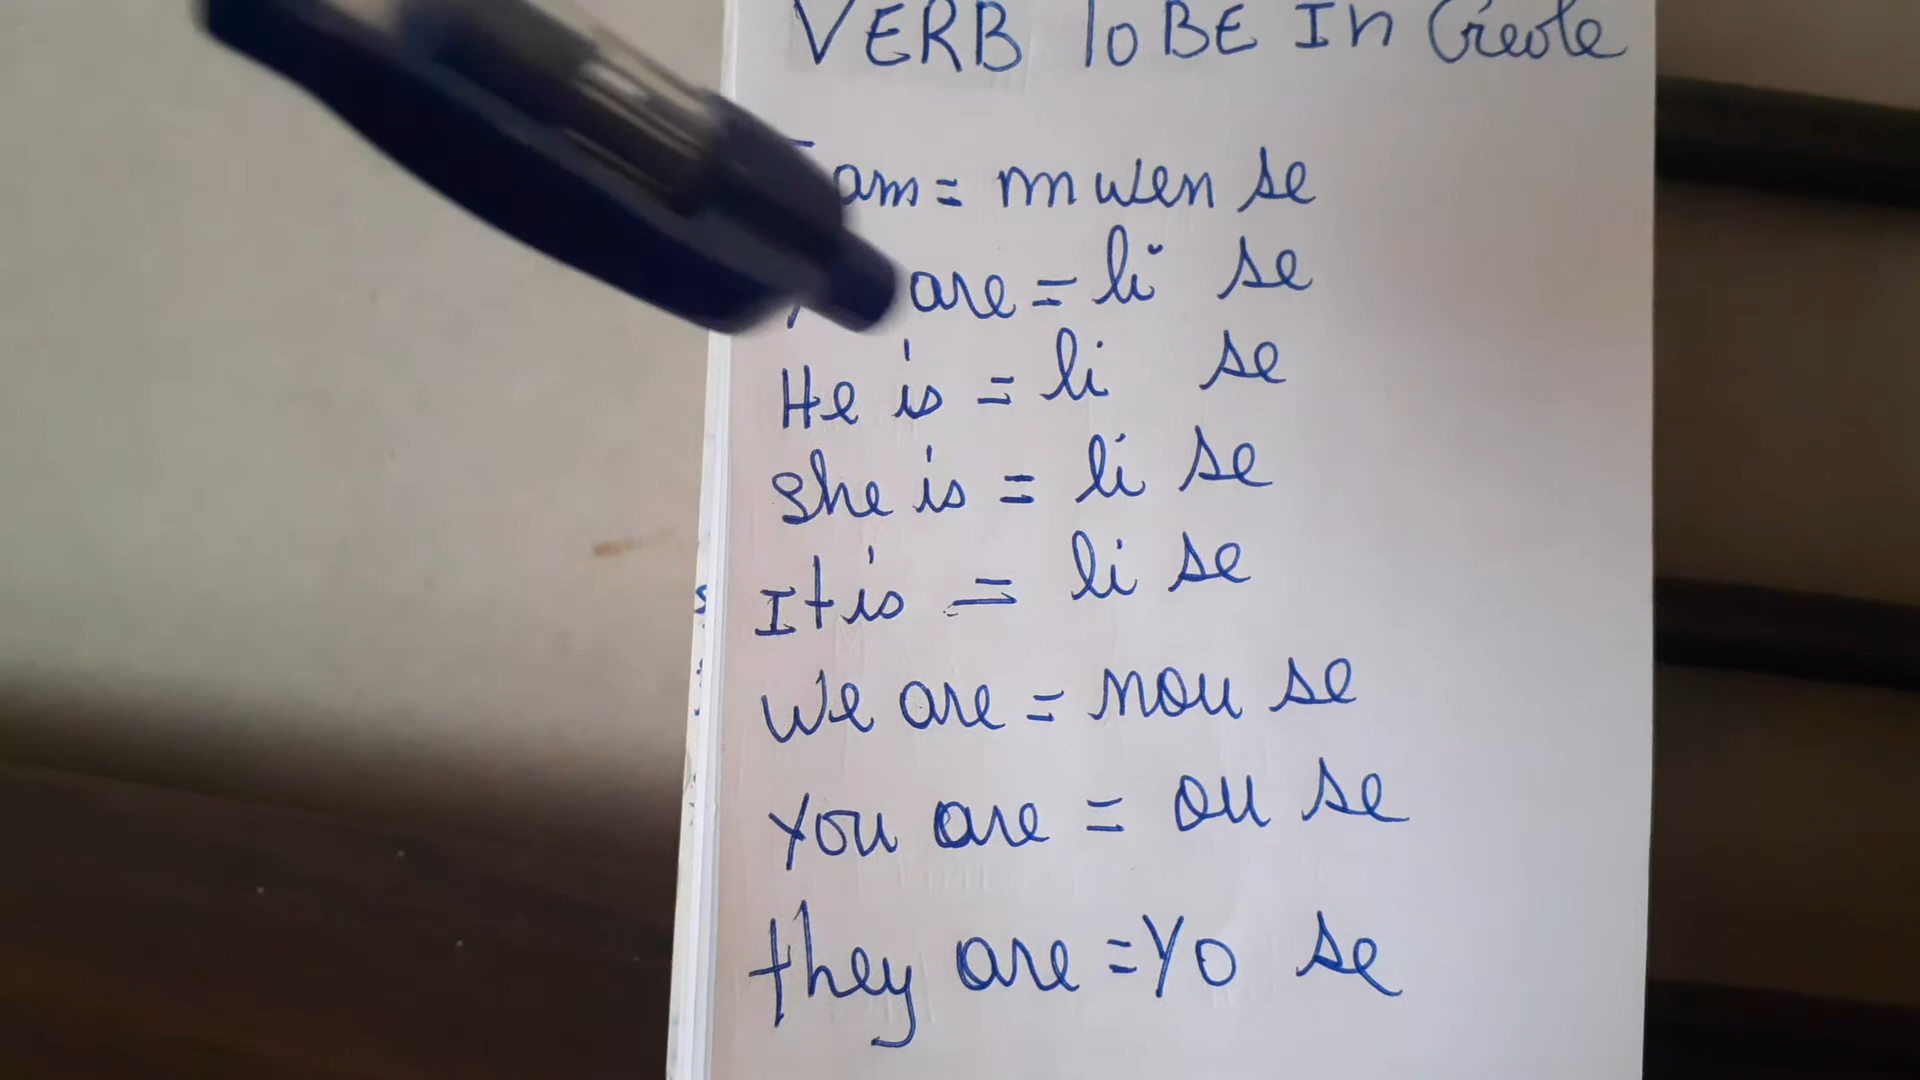 VERB To BE In Creole
am = mwen se
are = li se
He is = li se
She is = li se
It is = li se
We are = nou se
You are = ou se
they are = Yo se